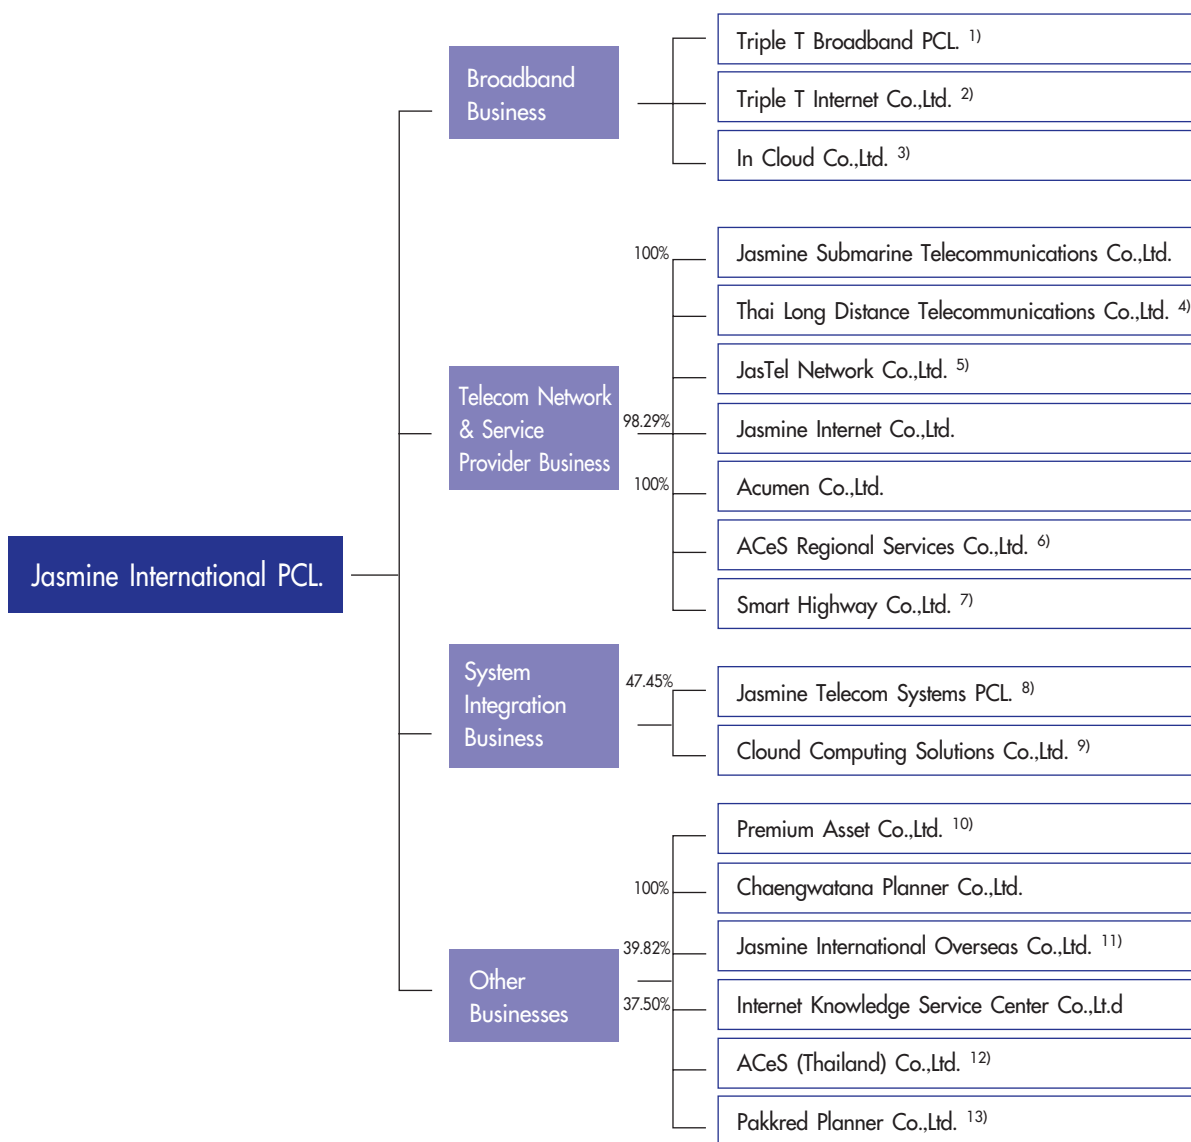 Jasmine International PCL.
Broadband
Business
Triple T Broadband PCL. 1)
Triple T Internet Co.,Ltd. 2)
In Cloud Co.,Ltd. 3)
Telecom Network
& Service
Provider Business
100%
Jasmine Submarine Telecommunications Co.,Ltd.
Thai Long Distance Telecommunications Co.,Ltd. 4)
JasTel Network Co.,Ltd. 5)
98.29%
Jasmine Internet Co.,Ltd.
100%
Acumen Co.,Ltd.
ACeS Regional Services Co.,Ltd. 6)
Smart Highway Co.,Ltd. 7)
System
Integration
Business
47.45%
Jasmine Telecom Systems PCL. 8)
Clound Computing Solutions Co.,Ltd. 9)
Other
Businesses
Premium Asset Co.,Ltd. 10)
100%
Chaengwatana Planner Co.,Ltd.
39.82%
Jasmine International Overseas Co.,Ltd. 11)
37.50%
Internet Knowledge Service Center Co.,Lt.d
ACeS (Thailand) Co.,Ltd. 12)
Pakkred Planner Co.,Ltd. 13)